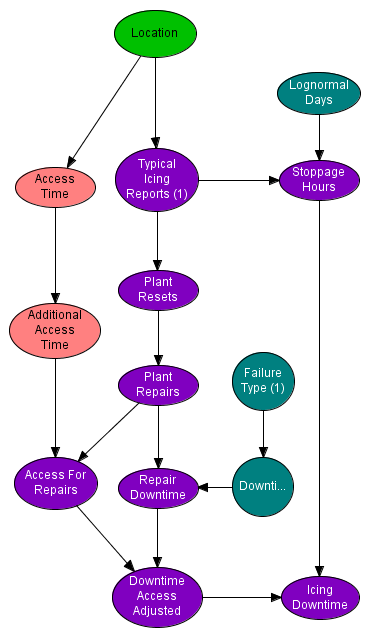 Location
Lognormal
Days
Access
Time
Typical
Icing
Reports (1)
Stoppage
Hours
Plant
Resets
Additional
Access
Time
Plant
Repairs
Failure
Type (1)
Access For
Repairs
Repair
Downtime
Downti...
Downtime
Access
Adjusted
Icing
Downtime